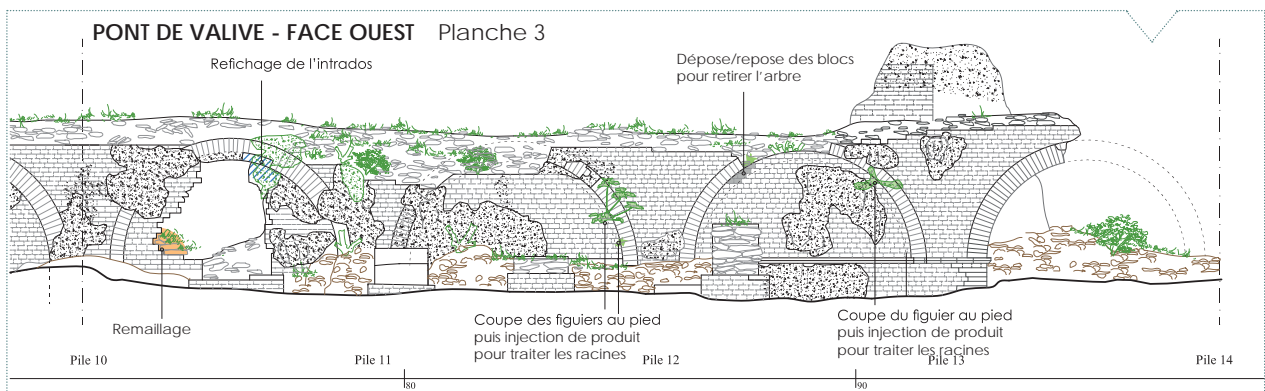 PONT DE VALIVE - FACE OUEST Planche 3
Refichage de l'intrados
Dépose/repose des blocs
pour retirer l'arbre
Remaillage
Coupe des figuiers au pied
puis injection de produit
pour traiter les racines
Coupe du figuier au pied
puis injection de produit
pour traiter les racines
Pile 10
Pile 11
Pile 12
Pile 13
Pile 14
80
90